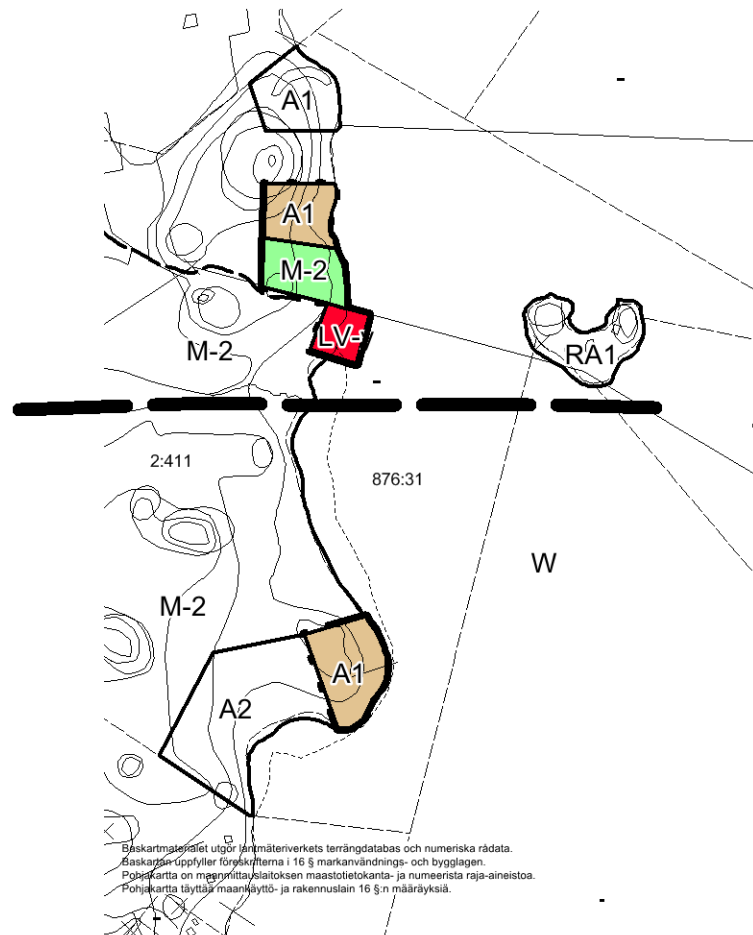 -
A1
A1
M-2
LV-
M-2
RA1
-
2:411
876:31
W
M-2
A1
A2
Baskartmaterialet utgör lantmäteriverkets terrängdatabas och numeriska rådata.
Baskartan uppfyller föreskrifterna i 16 § markanvändnings- och bygglagen.
Pohjakartta on maanmittauslaitoksen maastotietokanta- ja numeerista raja-aineistoa.
Pohjakartta täyttää maankäyttö- ja rakennuslain 16 §:n määräyksiä.
-
-